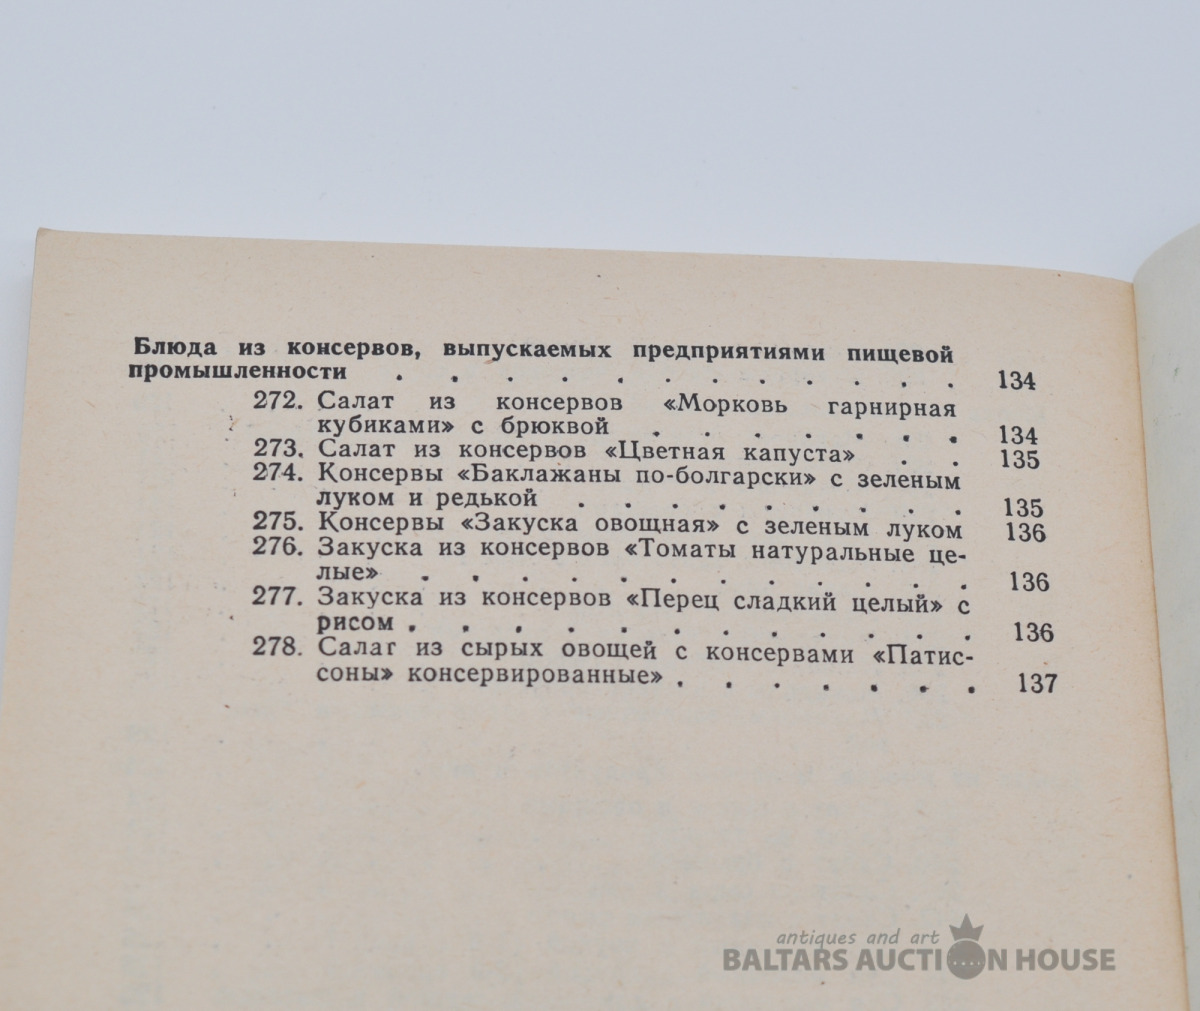 Блюда из консервов, выпускаемых предприятиями пищевой
промышленности . . . . . . . . . . . 134
272. Салат из консервов «Морковь гарнирная
кубиками» с брюквой . . . . . . . 134
273. Салат из консервов «Цветная капуста» . . 135
274. Консервы «Баклажаны по-болгарски» с зеленым
луком и редькой . . . . . . . . . 135
275. Консервы «Закуска овощная» с зеленым луком 136
276. Закуска из консервов «Томаты натуральные це-
лые» . . . . . . . . . . . . 136
277. Закуска из консервов «Перец сладкий целый» с
рисом . . . . . . . . . . . . 136
278. Салат из сырых овощей с консервами «Патис-
соны» консервированные» . . . . . . . 137
antiques and art
BALTARS AUCTION HOUSE